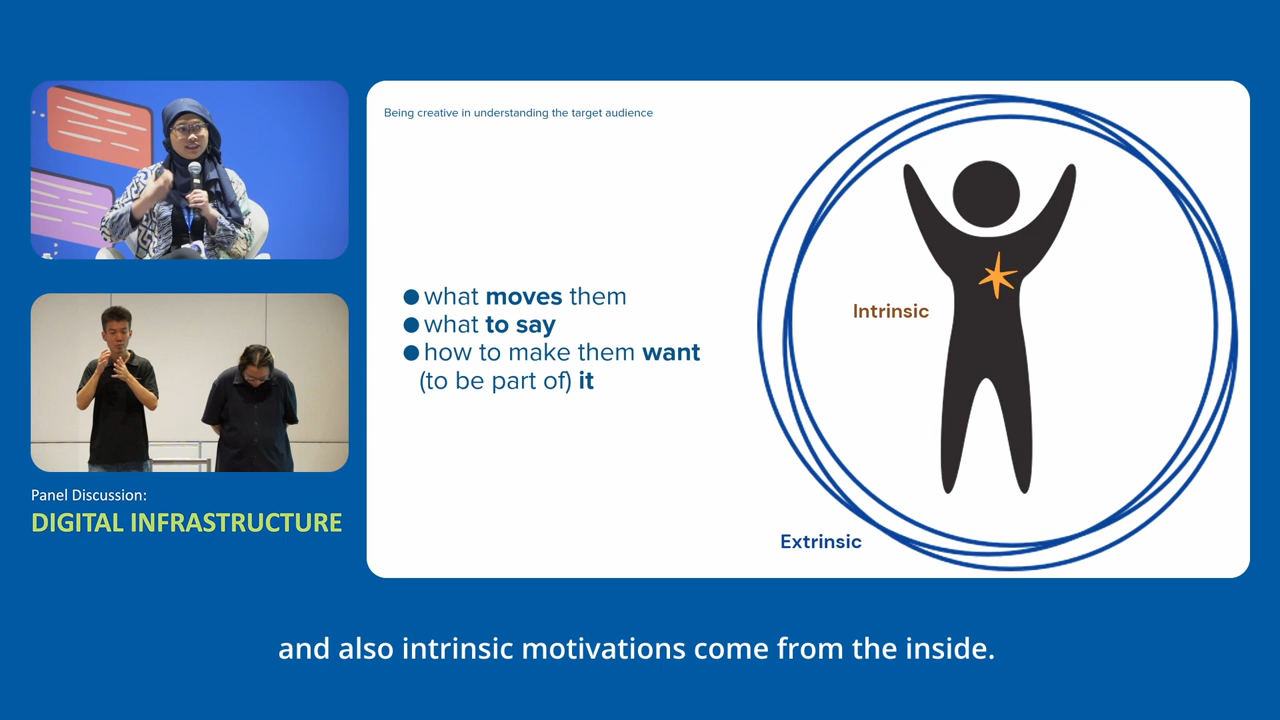 Being creative in understanding the target audience
● what moves them
● what to say
● how to make them want
(to be part of) it
Intrinsic
Extrinsic
Panel Discussion:
DIGITAL INFRASTRUCTURE
and also intrinsic motivations come from the inside.